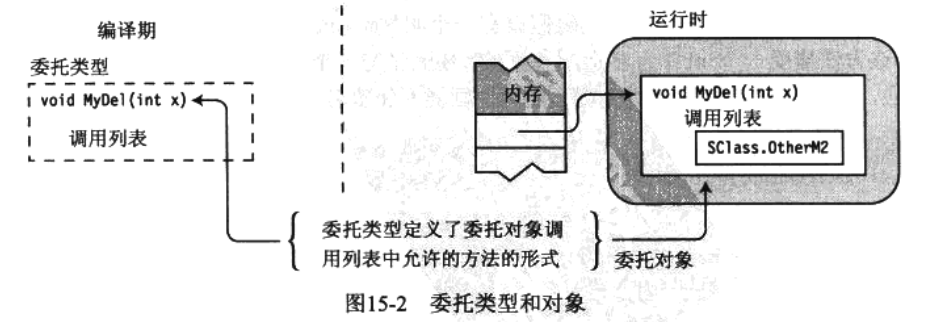 编译期
运行时
委托类型
void MyDel(int x)
调用列表
内存
void MyDel(int x)
调用列表
SClass.OtherM2
委托类型定义了委托对象调
用列表中允许的方法的形式
委托对象
图15-2 委托类型和对象